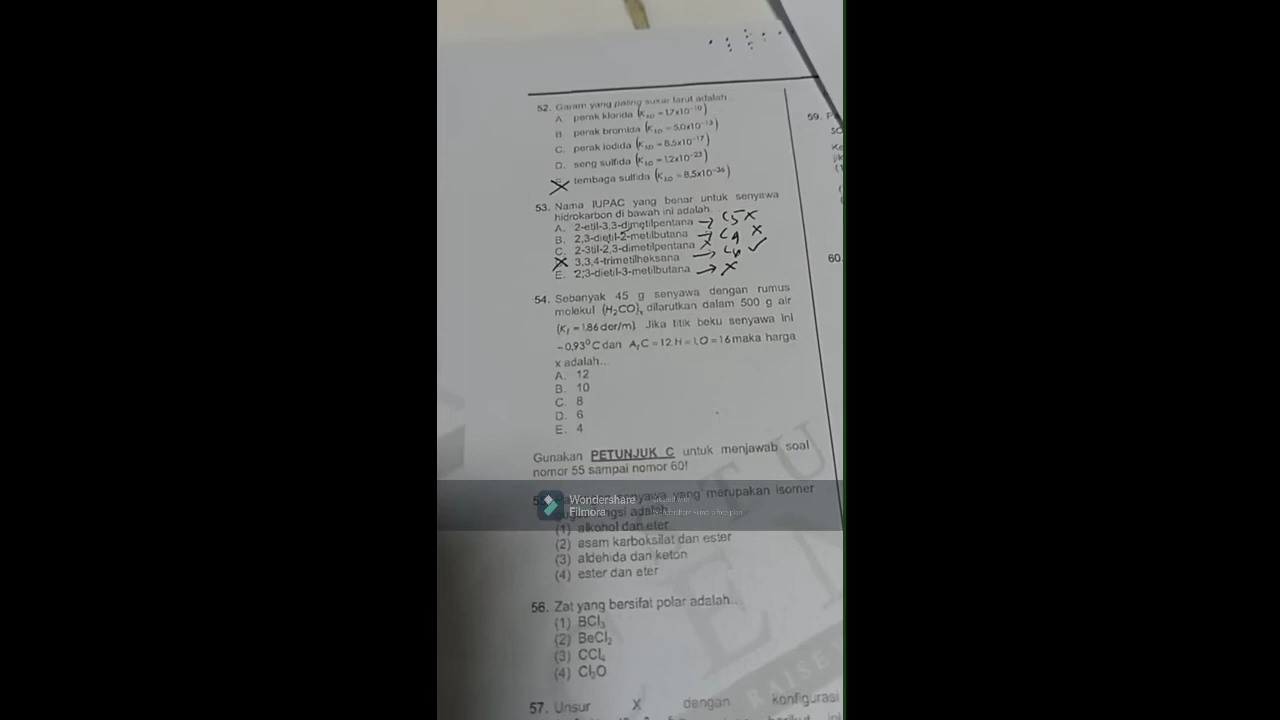 52. Garam yang paling sukar larut adalah...
A. perak klorida (Ksp = 1,7x10⁻¹⁰)
B. perak bromida (Ksp = 5,0x10⁻¹³)
C. perak iodida (Ksp = 8,5x10⁻¹⁷)
D. seng sulfida (Ksp = 1,2x10⁻²³)
tembaga sulfida (Ksp = 8,5x10⁻³⁶)
53. Nama IUPAC yang benar untuk senyawa
hidrokarbon di bawah ini adalah
A. 2-etil-3,3-dimetilpentana → C5 X
B. 2,3-dietil-2-metilbutana → C4 X
C. 2-3til-2,3-dimetilpentana X
3,3,4-trimetilheksana → ✓
E. 2,3-dietil-3-metilbutana → X
54. Sebanyak 45 g senyawa dengan rumus
molekul (H₂CO)ₓ dilarutkan dalam 500 g air
(Kf = 1,86 der/m). Jika titik beku senyawa ini
-0,93⁰C dan ArC = 12, H = 1, O = 16 maka harga
x adalah...
A. 12
B. 10
C. 8
D. 6
E. 4
Gunakan PETUNJUK C untuk menjawab soal
nomor 55 sampai nomor 60!
senyawa yang merupakan isomer
adalah
(1) alkohol dan eter
(2) asam karboksilat dan ester
(3) aldehida dan keton
(4) ester dan eter
56. Zat yang bersifat polar adalah...
(1) BCl₃
(2) BeCl₂
(3) CCl₄
(4) Cl₂O
57. Unsur X dengan konfigurasi
59.
60.
Wondershare
Filmora